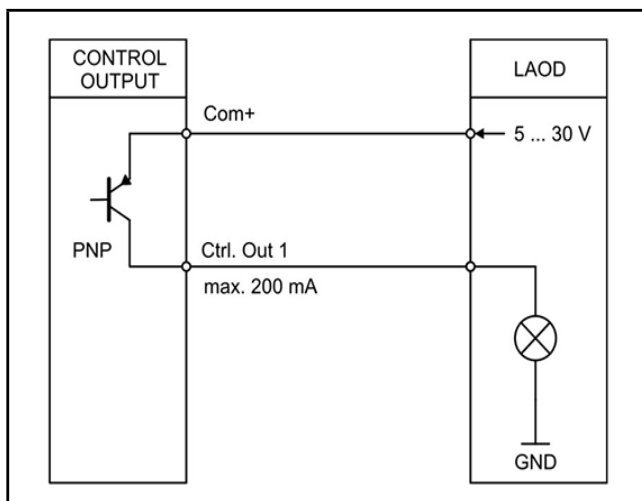 CONTROL
OUTPUT
LAOD
Com+
5 ... 30 V
PNP
Ctrl. Out 1
max. 200 mA
GND